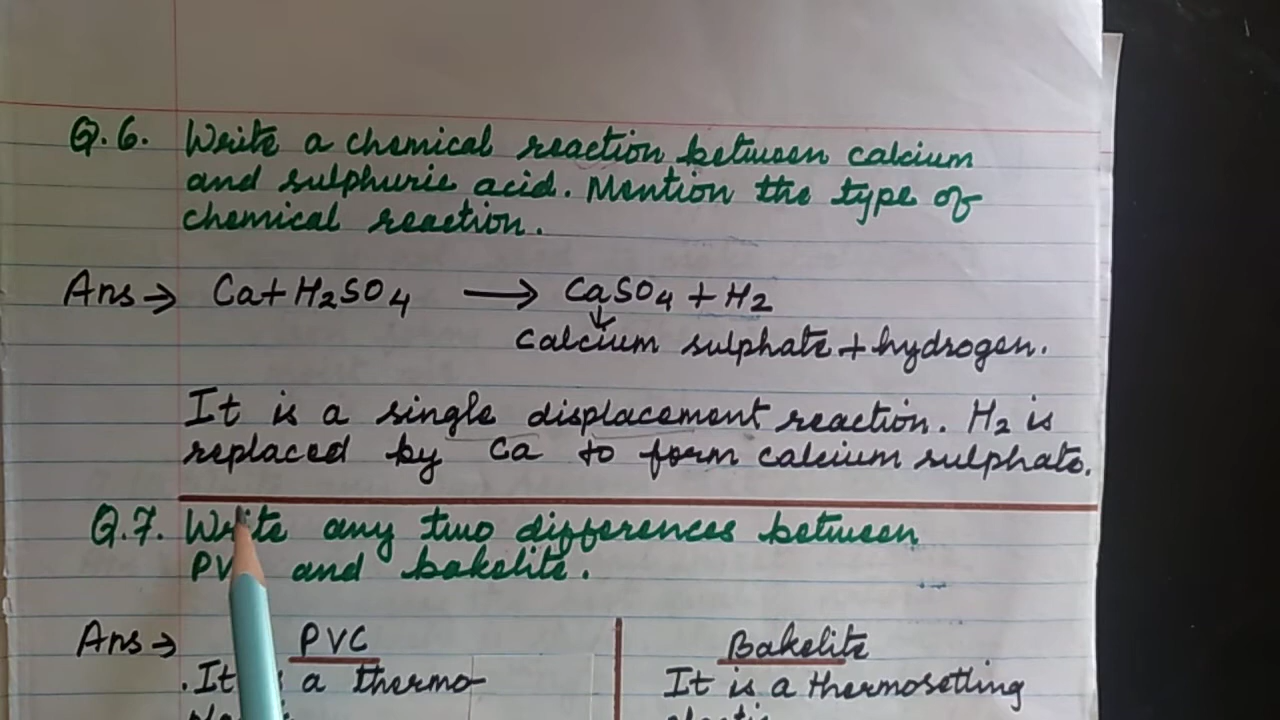 Q.6. Write a chemical reaction between calcium
and sulphuric acid. Mention the type of
chemical reaction.
Ans → Ca + H₂SO₄ → CaSO₄ + H₂
↓
Calcium sulphate + hydrogen.
It is a single displacement reaction. H₂ is
replaced by Ca to form calcium sulphate.
Q.7. Write any two differences between
and bakelite.
Ans → PVC Bakelite
. It a thermo- It is a thermosetting